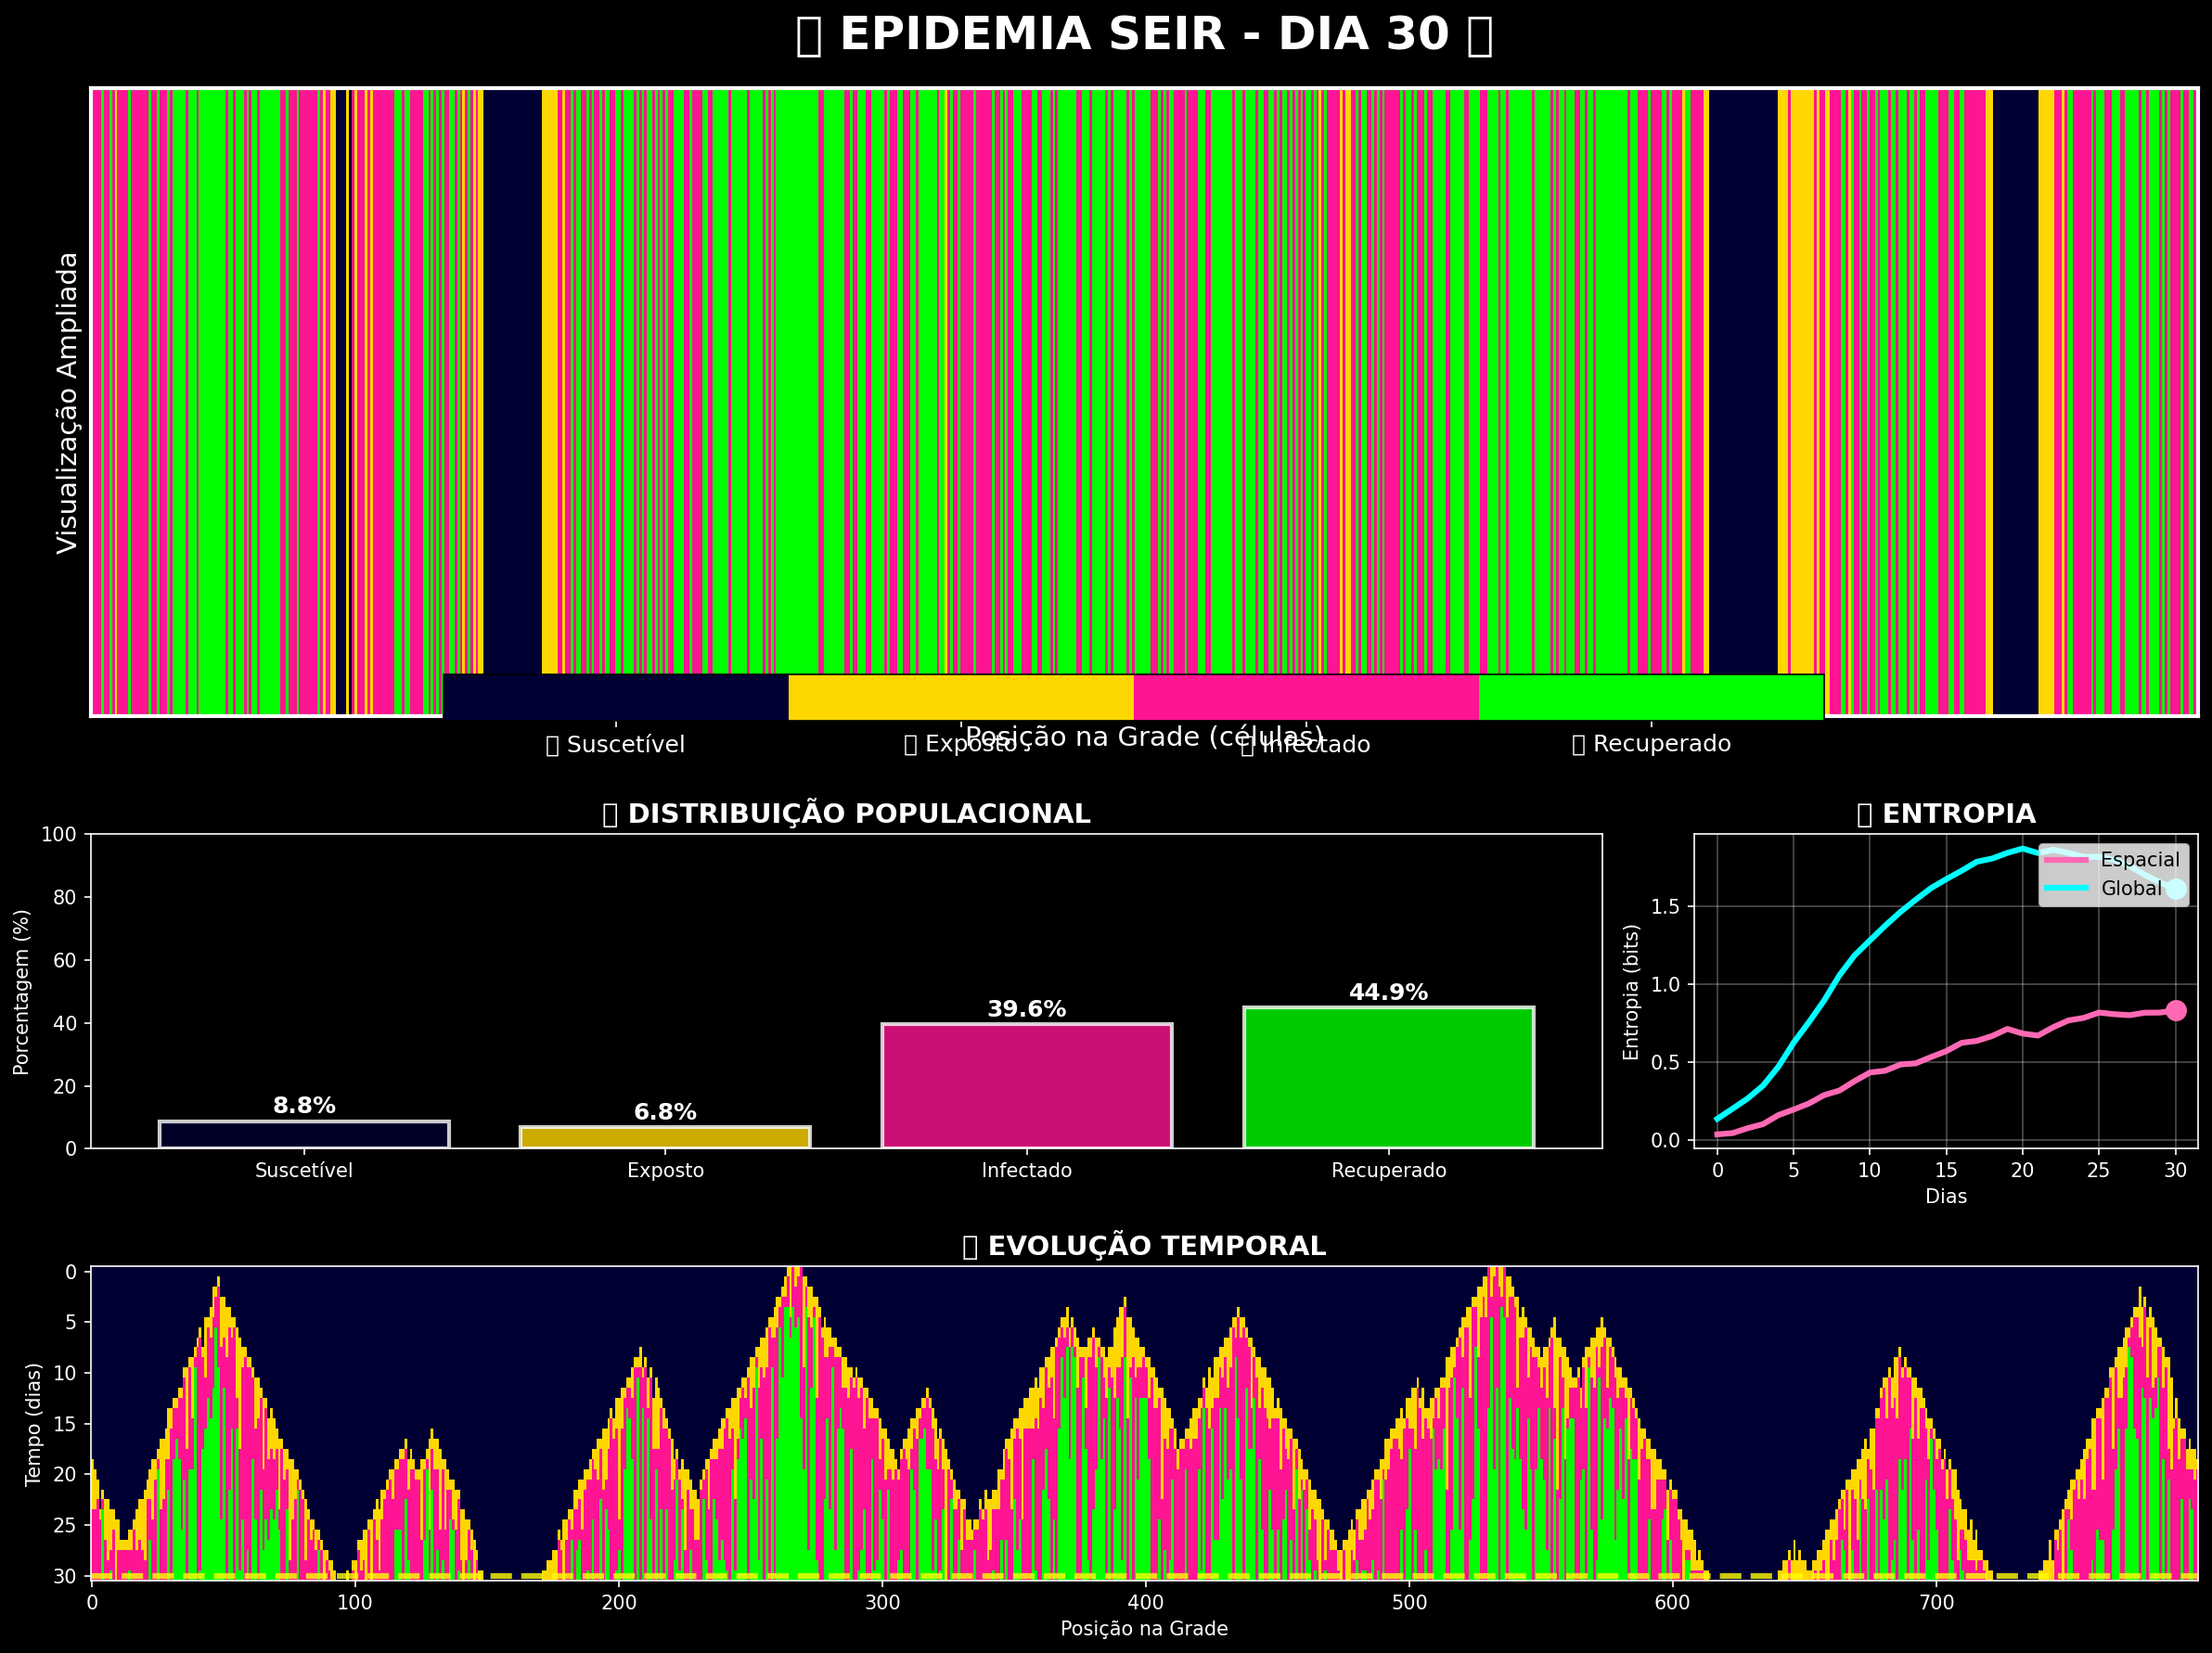 EPIDEMIA SEIR - DIA 30
Visualização Ampliada
Posição na Grade (células)
Suscetível
Exposto
Infectado
Recuperado
DISTRIBUIÇÃO POPULACIONAL
Porcentagem (%)
100
80
60
40
20
0
8.8%
6.8%
39.6%
44.9%
Suscetível
Exposto
Infectado
Recuperado
ENTROPIA
Entropia (bits)
1.5
1.0
0.5
0.0
Espacial
Global
0 5 10 15 20 25 30
Dias
EVOLUÇÃO TEMPORAL
Tempo (dias)
0
5
10
15
20
25
30
0 100 200 300 400 500 600 700
Posição na Grade